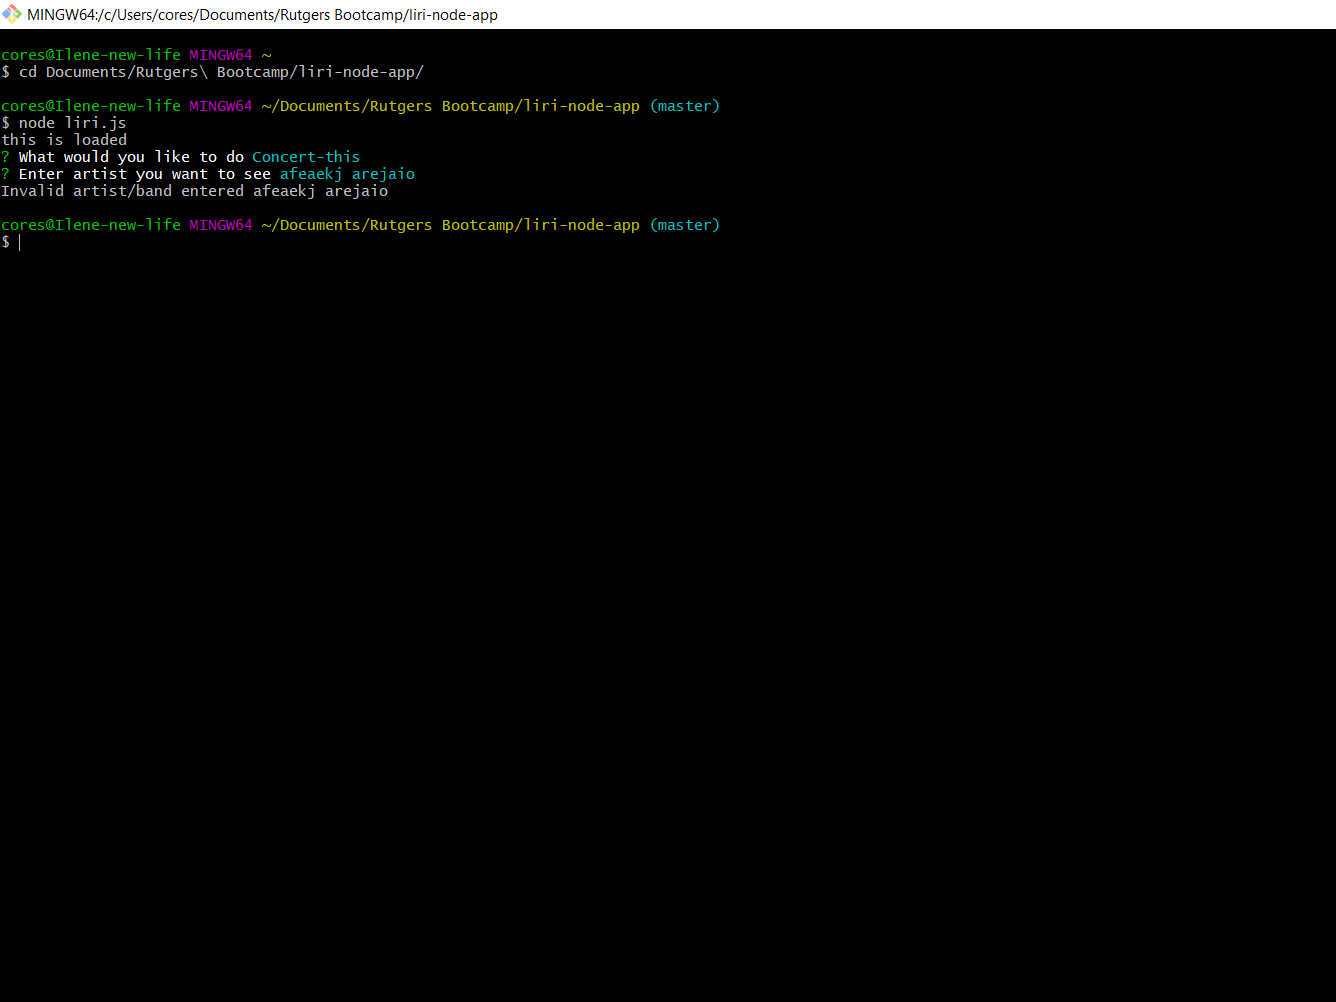 MINGW64:/c/Users/cores/Documents/Rutgers Bootcamp/liri-node-app
cores@Ilene-new-life MINGW64 ~
$ cd Documents/Rutgers\ Bootcamp/liri-node-app/
cores@Ilene-new-life MINGW64 ~/Documents/Rutgers Bootcamp/liri-node-app (master)
$ node liri.js
this is loaded
? What would you like to do Concert-this
? Enter artist you want to see afeaekj arejaio
Invalid artist/band entered afeaekj arejaio
cores@Ilene-new-life MINGW64 ~/Documents/Rutgers Bootcamp/liri-node-app (master)
$